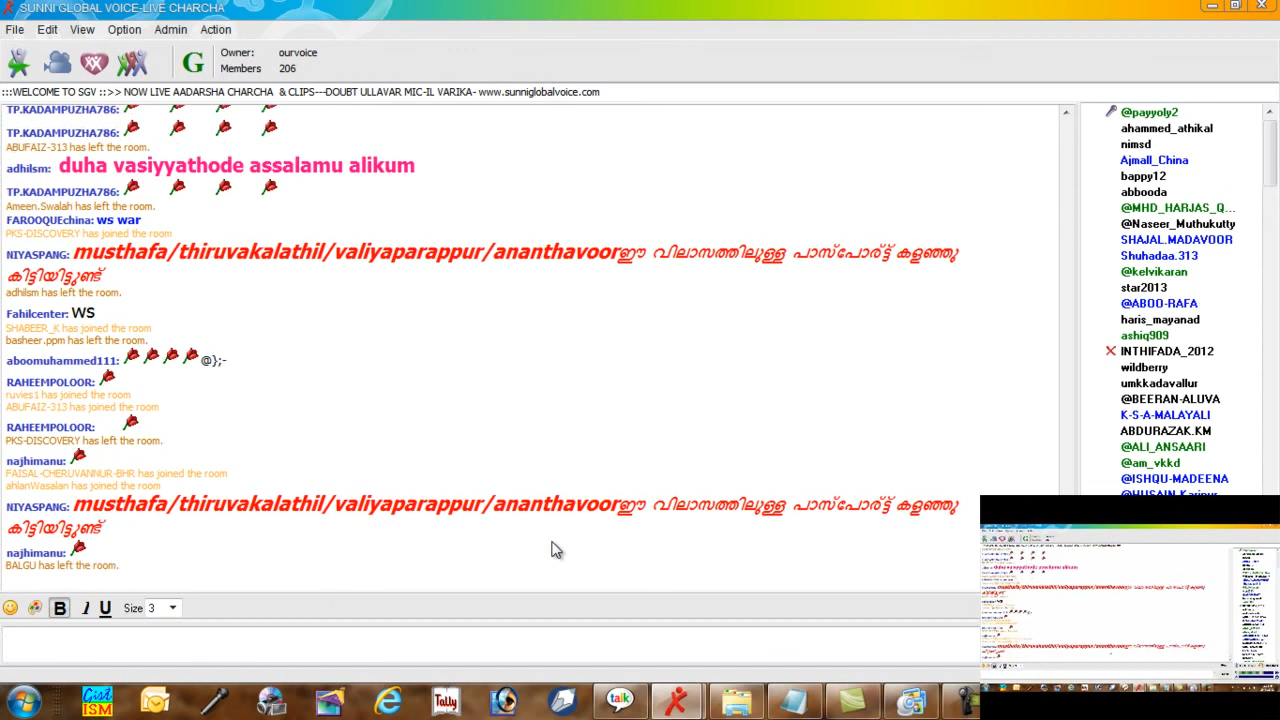 SUNNI GLOBAL VOICE-LIVE CHARCHA
File Edit View Option Admin Action
Owner: ourvoice
Members 206
:::WELCOME TO SGV ::>> NOW LIVE AADARSHA CHARCHA & CLIPS---DOUBT ULLAVAR MIC-IL VARIKA- www.sunniglobalvoice.com
TP.KADAMPUZHA786:
TP.KADAMPUZHA786:
ABUFAIZ-313 has left the room.
adhilsm: duha vasiyyathode assalamu alikum
TP.KADAMPUZHA786:
Ameen.Swalah has left the room.
FAROOQUEchina: ws war
PKS-DISCOVERY has joined the room
NIYASPANG: musthafa/thiruvakalathil/valiyaparappur/ananthavoorഈ വിലാസത്തിലുള്ള പാസ്പോര്‍ട്ട് കളഞ്ഞു
കിട്ടിയിട്ടുണ്ട്
adhilsm has left the room.
Fahilcenter: WS
SHABEER_K has joined the room
basheer.ppm has left the room.
aboomuhammed111: @};-
RAHEEMPOLOOR:
ruvies1 has joined the room
ABUFAIZ-313 has joined the room
RAHEEMPOLOOR:
PKS-DISCOVERY has left the room.
najhimanu:
FAISAL-CHERUVANNUR-BHR has joined the room
ahlanWasalan has joined the room
NIYASPANG: musthafa/thiruvakalathil/valiyaparappur/ananthavoorഈ വിലാസത്തിലുള്ള പാസ്പോര്‍ട്ട് കളഞ്ഞു
കിട്ടിയിട്ടുണ്ട്
najhimanu:
BALGU has left the room.
B I U Size 3
@payyoly2
ahammed_athikal
nimsd
Ajmall_China
bappy12
abbooda
@MHD_HARJAS_Q...
@Naseer_Muthukutty
SHAJAL.MADAVOOR
Shuhadaa.313
@kelvikaran
star2013
@ABOO-RAFA
haris_mayanad
ashiq909
INTHIFADA_2012
wildberry
umkkadavallur
@BEERAN-ALUVA
K-S-A-MALAYALI
ABDURAZAK.KM
@ALI_ANSAARI
@am_vkkd
@ISHQU-MADEENA
@HUSAIN-Karipur
Gist
ISM
Tally
talk